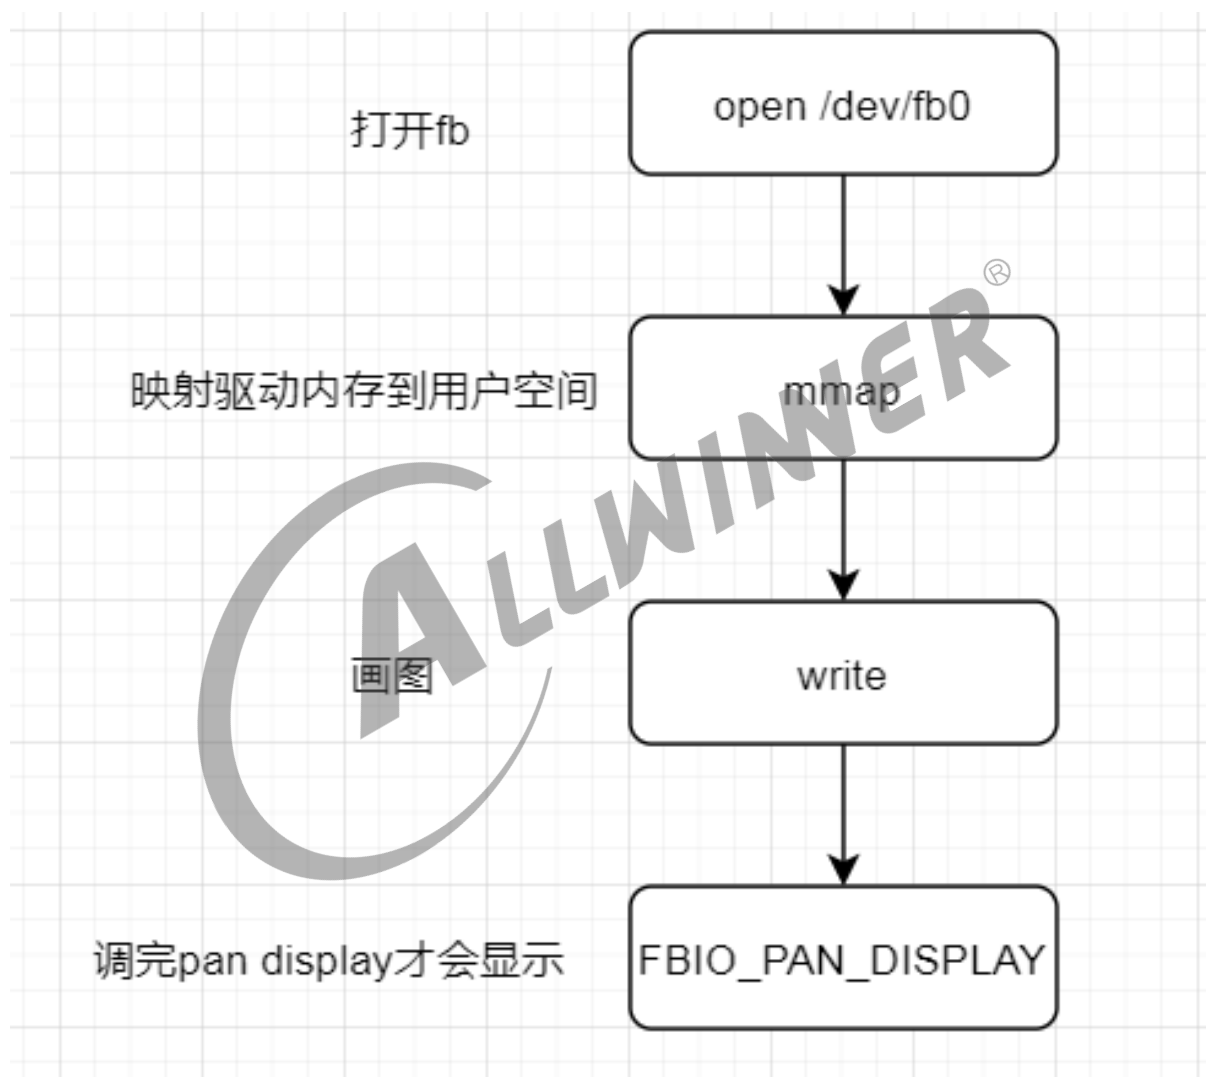 打开fb
open /dev/fb0
映射驱动内存到用户空间
mmap
ALLWINNER®
画图
write
调完pan display才会显示
FBIO_PAN_DISPLAY